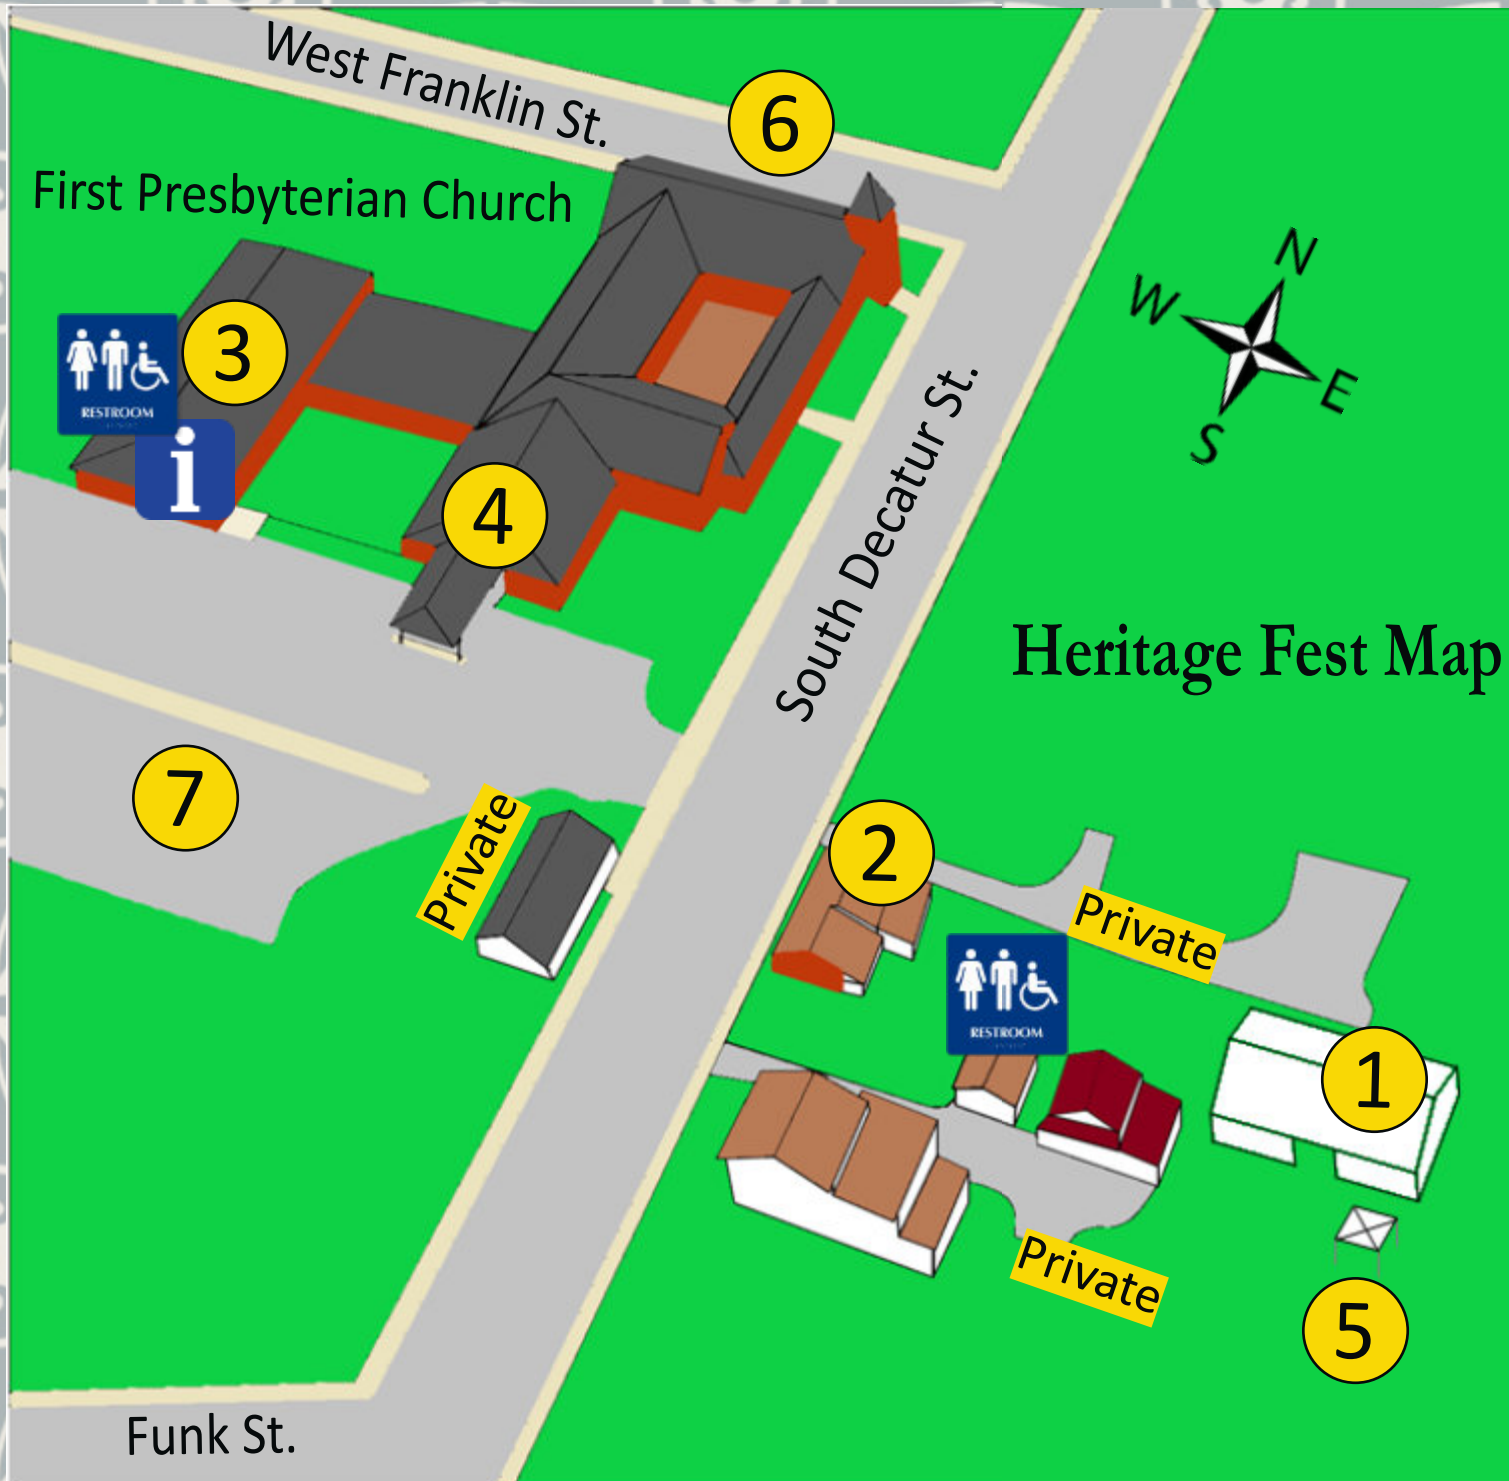 West Franklin St.
6
First Presbyterian Church
N
W
E
S
3
RESTROOM
i
4
South Decatur St.
Heritage Fest Map
7
Private
2
Private
RESTROOM
1
Private
5
Funk St.